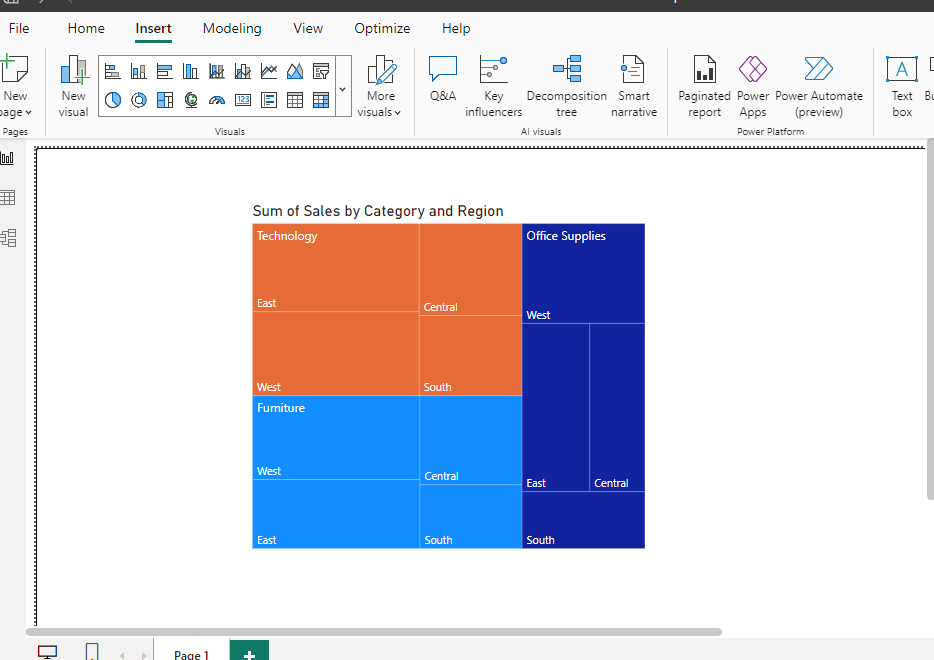 File Home Insert Modeling View Optimize Help
New page
New visual
123
More visuals
Q&A
Key influencers
Decomposition tree
Smart narrative
Paginated report
Power Apps
Power Automate (preview)
A
Text box
Pages Visuals AI visuals Power Platform
Sum of Sales by Category and Region
Technology
East
Central
West
South
Furniture
West
Central
East
South
Office Supplies
West
East
Central
South
Page 1